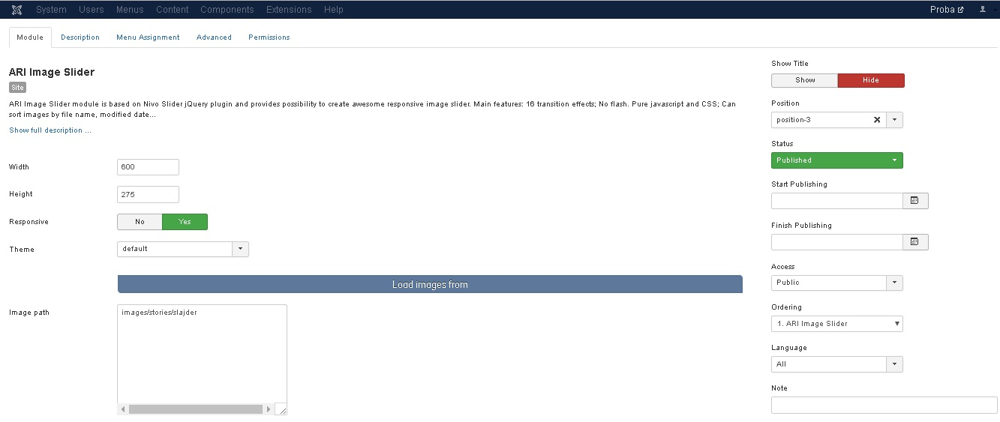 System Users Menus Content Components Extensions Help Proba
Module Description Menu Assignment Advanced Permissions
ARI Image Slider
Site
ARI Image Slider module is based on Nivo Slider jQuery plugin and provides possibility to create awesome responsive image slider. Main features: 16 transition effects; No flash. Pure javascript and CSS; Can
sort images by file name, modified date...
Show full description ...
Width 600
Height 275
Responsive No Yes
Theme default
Load images from
Image path images/stories/slajder
Show Title
Show Hide
Position
position-3
Status
Published
Start Publishing
Finish Publishing
Access
Public
Ordering
1. ARI Image Slider
Language
All
Note